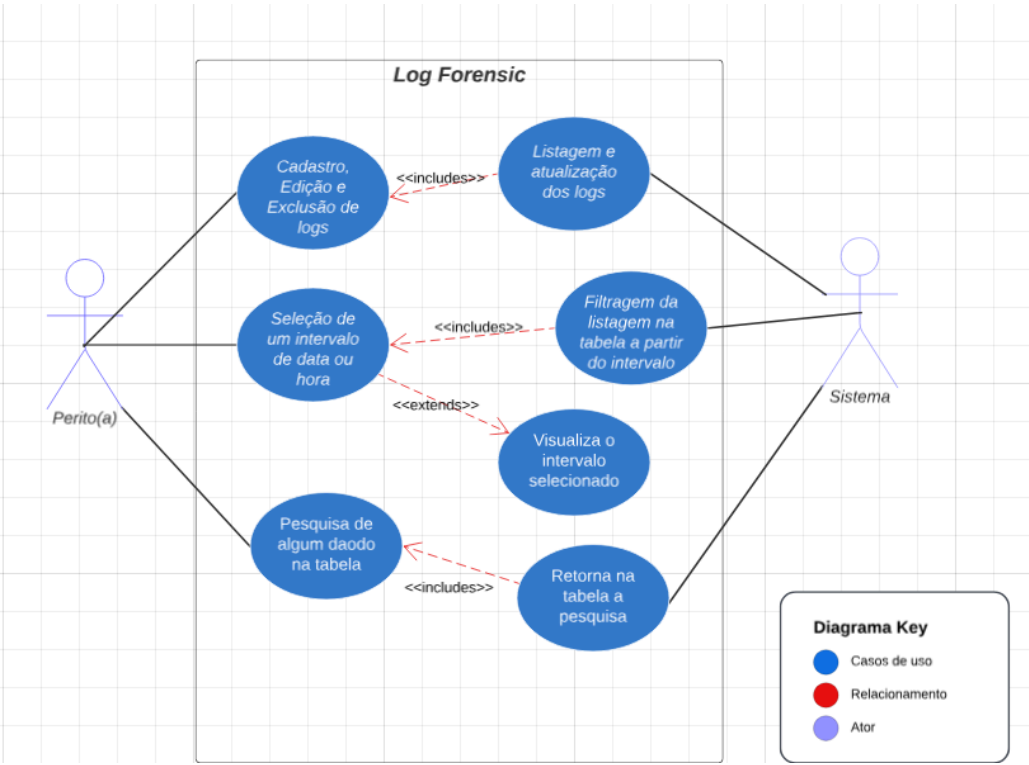 Log Forensic
Cadastro,
Edição e
Exclusão de
logs
<<includes>>
Listagem e
atualização
dos logs
Seleção de
um intervalo
de data ou
hora
<<includes>>
Filtragem da
listagem na
tabela a partir
do intervalo
Perito(a)
Sistema
<<extends>>
Visualiza o
intervalo
selecionado
Pesquisa de
algum daodo
na tabela
<<includes>>
Retorna na
tabela a
pesquisa
Diagrama Key
Casos de uso
Relacionamento
Ator